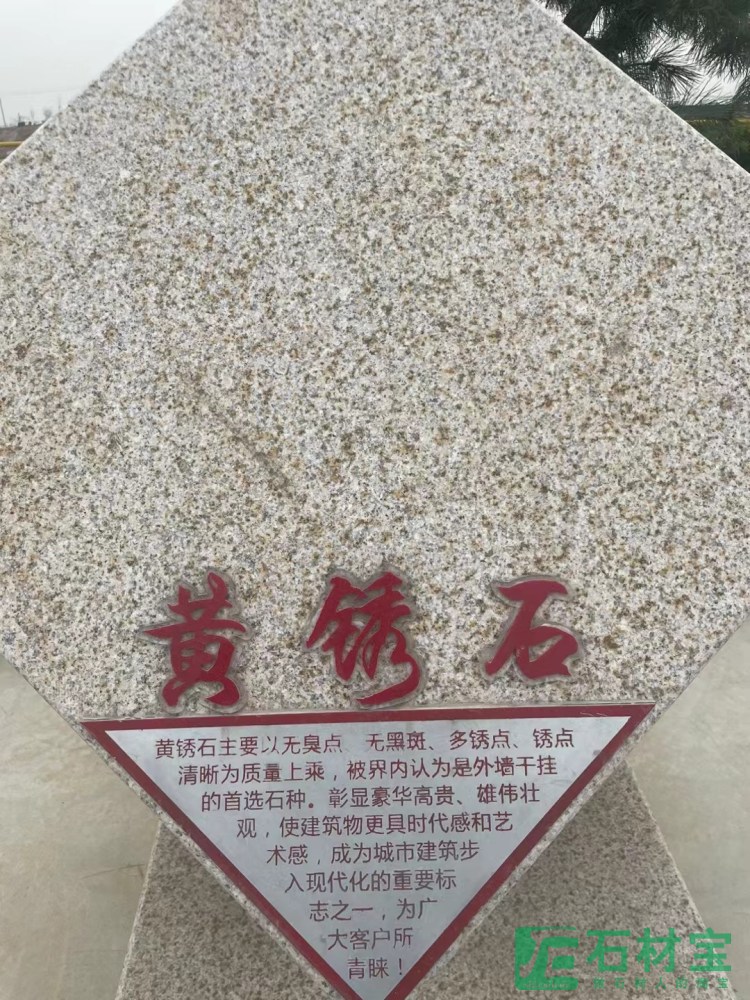 黄锈石
黄锈石主要以无臭点、无黑斑、多锈点、锈点
清晰为质量上乘，被界内认为是外墙干挂
的首选石种。彰显豪华高贵、雄伟壮
观，使建筑物更具时代感和艺
术感，成为城市建筑步
入现代化的重要标
志之一，为广
大客户所
青睐！
石材宝